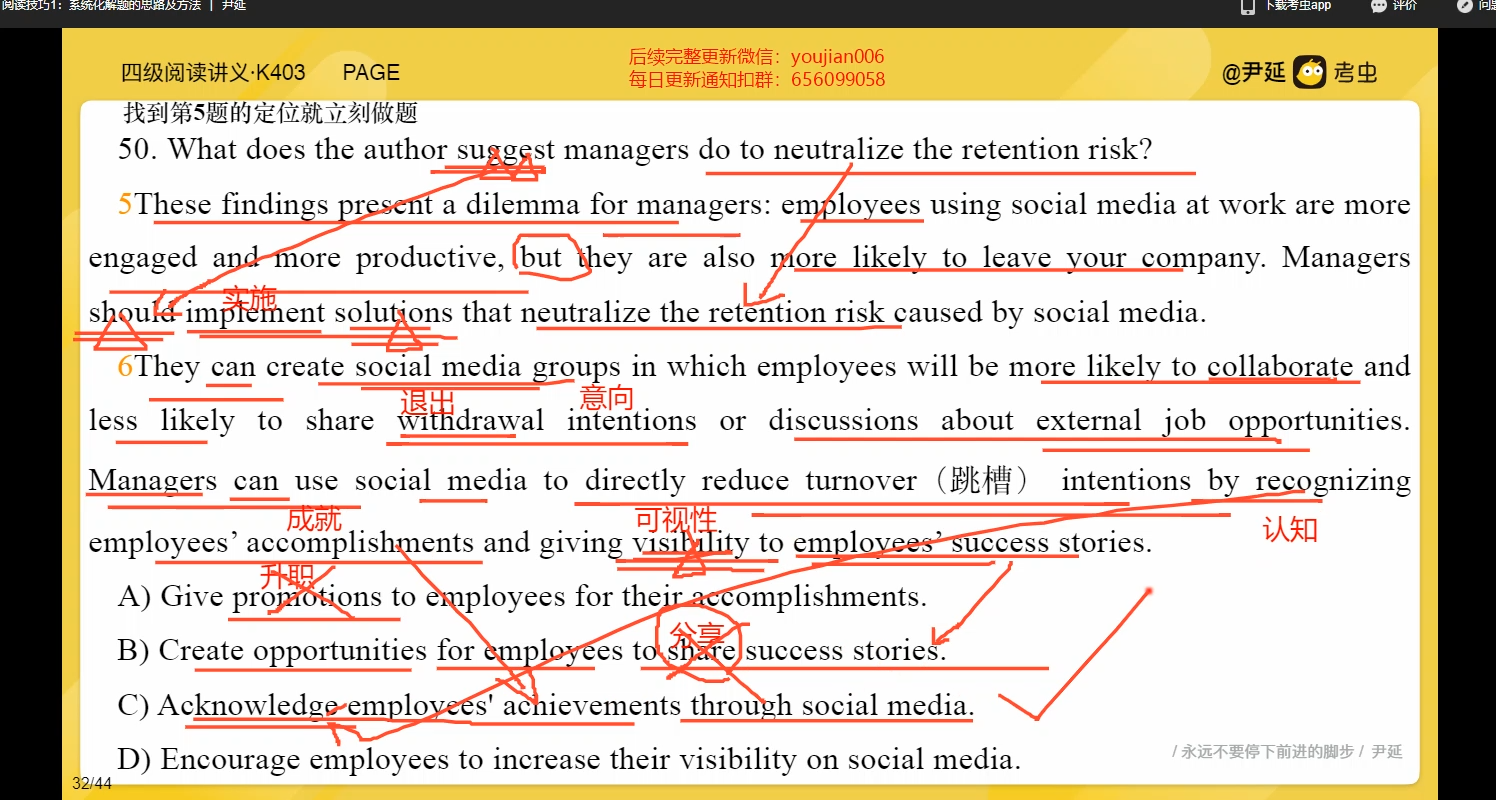 阅读技巧1：系统化解题的思路及方法 | 尹延
下载考虫app 评价
四级阅读讲义·K403 PAGE
后续完整更新微信：youjian006
每日更新通知扣群：656099058
@尹延 考虫
找到第5题的定位就立刻做题
50. What does the author suggest managers do to neutralize the retention risk?
5These findings present a dilemma for managers: employees using social media at work are more
engaged and more productive, but they are also more likely to leave your company. Managers
实施
should implement solutions that neutralize the retention risk caused by social media.
6They can create social media groups in which employees will be more likely to collaborate and
退出 意向
less likely to share withdrawal intentions or discussions about external job opportunities.
Managers can use social media to directly reduce turnover（跳槽） intentions by recognizing
成就 可视性 认知
employees’ accomplishments and giving visibility to employees’ success stories.
升职
A) Give promotions to employees for their accomplishments.
分享
B) Create opportunities for employees to share success stories.
C) Acknowledge employees' achievements through social media.
D) Encourage employees to increase their visibility on social media.
/ 永远不要停下前进的脚步 / 尹延
32/44